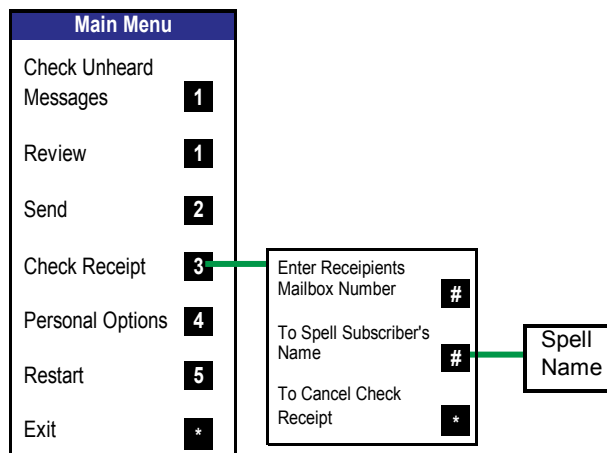 Main Menu
Check Unheard
Messages 1
Review 1
Send 2
Check Receipt 3
Personal Options 4
Restart 5
Exit *
Enter Receipients
Mailbox Number #
To Spell Subscriber's
Name #
To Cancel Check
Receipt *
Spell
Name